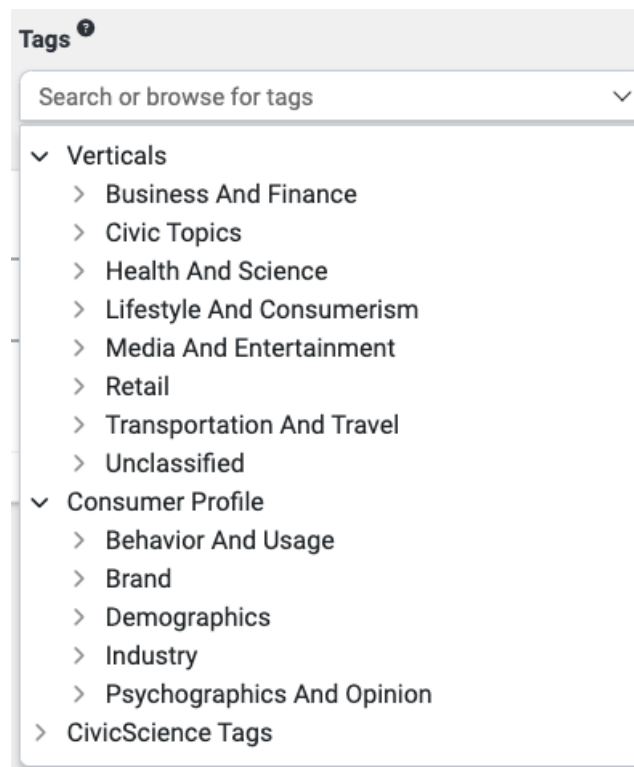 Tags ?
Search or browse for tags
Verticals
Business And Finance
Civic Topics
Health And Science
Lifestyle And Consumerism
Media And Entertainment
Retail
Transportation And Travel
Unclassified
Consumer Profile
Behavior And Usage
Brand
Demographics
Industry
Psychographics And Opinion
CivicScience Tags